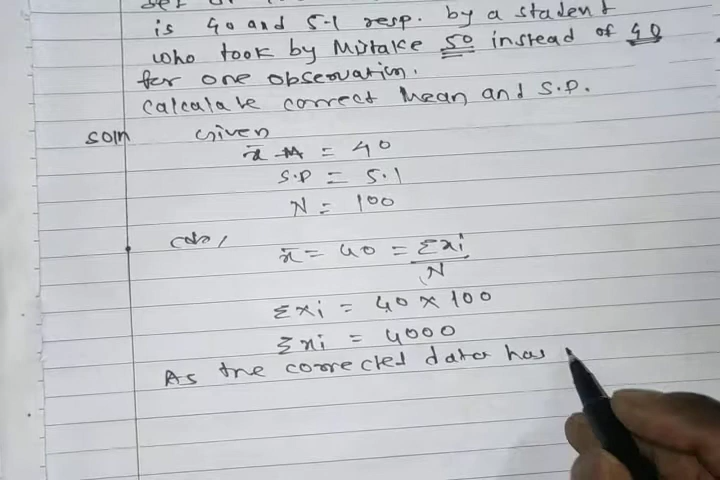 is 40 and 5.1 resp. by a student
who took by Mistake 50 instead of 40
for one observation.
calculate correct Mean and S.D.
soln Given
x̄ = 40
S.D = 5.1
N = 100
x̄ = 40 = Σxi
N
Σxi = 40 × 100
Σxi = 4000
As the corrected data has